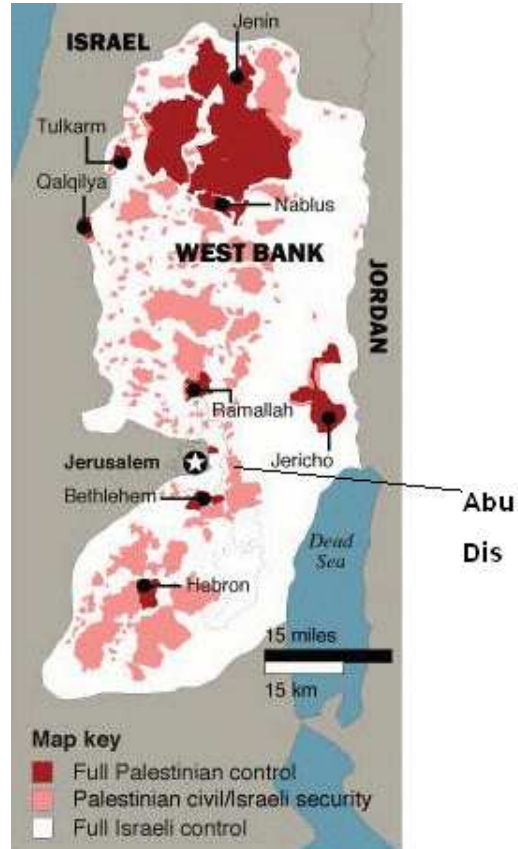 ISRAEL
Jenin
Tulkarm
Qalqilya
Nablus
WEST BANK
JORDAN
Ramallah
Jericho
Jerusalem
Bethlehem
Abu
Dis
Dead
Sea
Hebron
15 miles
15 km
Map key
Full Palestinian control
Palestinian civil/Israeli security
Full Israeli control